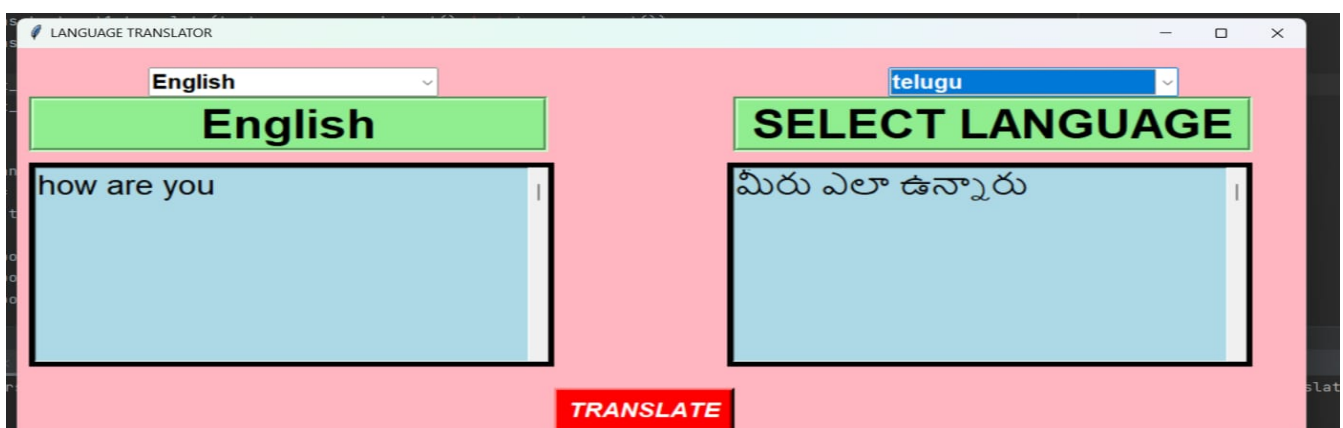 LANGUAGE TRANSLATOR
English
telugu
English
SELECT LANGUAGE
how are you
మీరు ఎలా ఉన్నారు
TRANSLATE